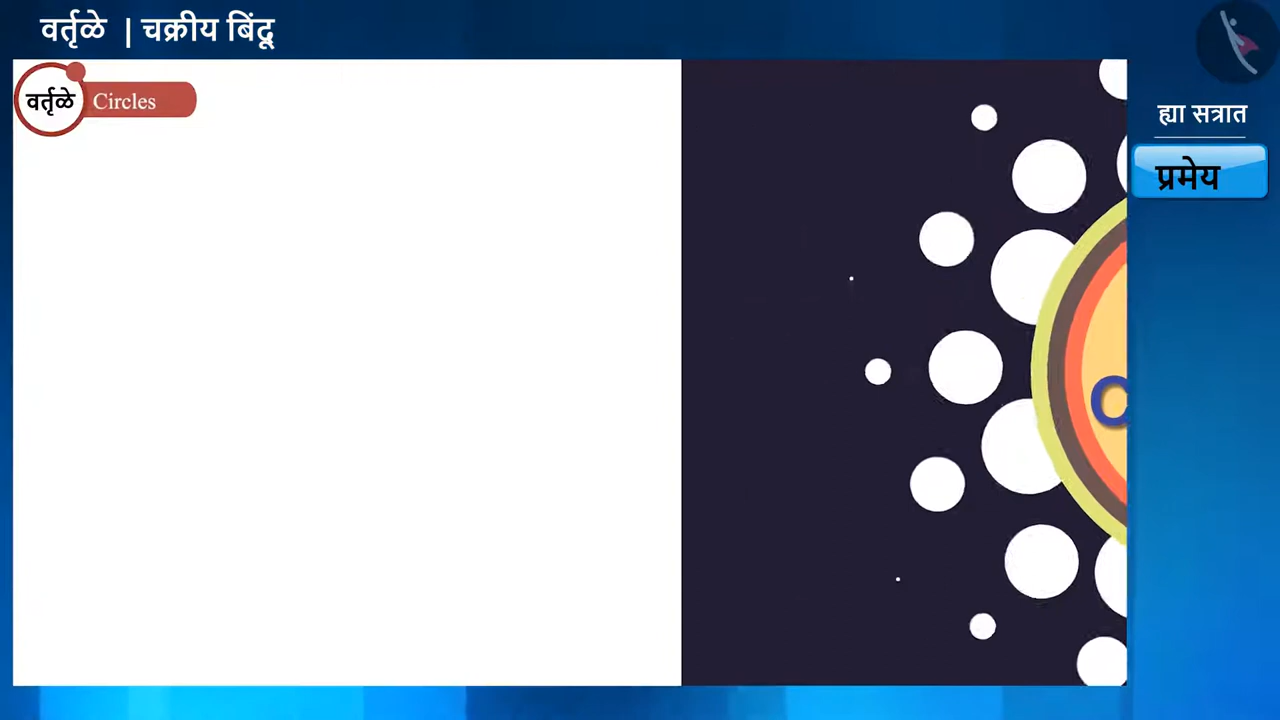 वर्तृळे | चक्रीय बिंदू
वर्तृळे Circles
ह्या सत्रात
प्रमेय
C